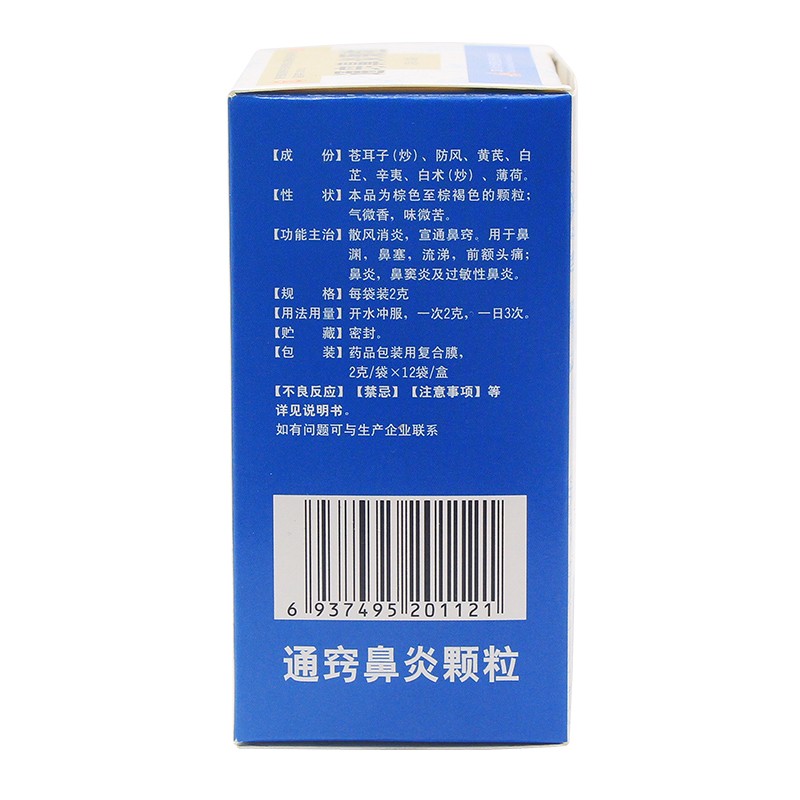 【成　份】苍耳子(炒)、防风、黄芪、白
芷、辛夷、白术(炒)、薄荷。
【性　状】本品为棕色至棕褐色的颗粒；
气微香，味微苦。
【功能主治】散风消炎，宣通鼻窍。用于鼻
渊，鼻塞，流涕，前额头痛；
鼻炎，鼻窦炎及过敏性鼻炎。
【规　格】每袋装2克
【用法用量】开水冲服，一次2克，一日3次。
【贮　藏】密封。
【包　装】药品包装用复合膜，
2克/袋×12袋/盒
【不良反应】【禁忌】【注意事项】等
详见说明书。
如有问题可与生产企业联系
6 937495 201121
通窍鼻炎颗粒